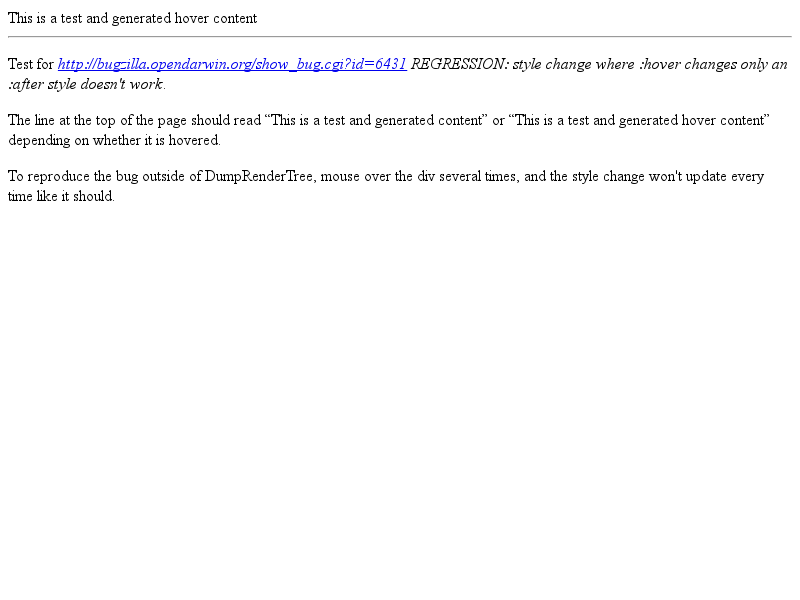 This is a test and generated hover content
Test for http://bugzilla.opendarwin.org/show_bug.cgi?id=6431 REGRESSION: style change where :hover changes only an
:after style doesn't work.
The line at the top of the page should read “This is a test and generated content” or “This is a test and generated hover content”
depending on whether it is hovered.
To reproduce the bug outside of DumpRenderTree, mouse over the div several times, and the style change won't update every
time like it should.